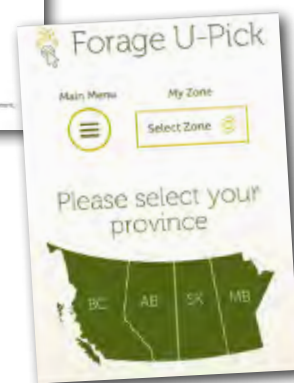 Forage U-Pick
Main Menu
My Zone
Select Zone
Please select your
province
BC
AB
SK
MB